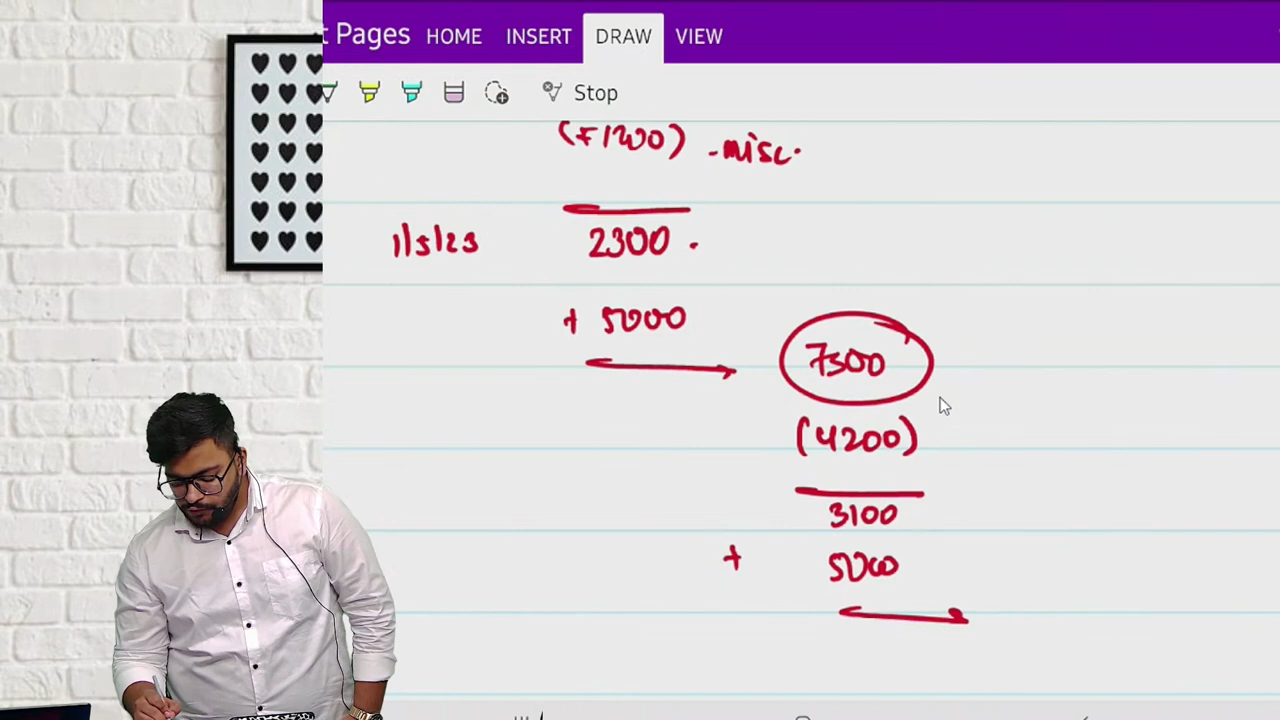 t Pages HOME INSERT DRAW VIEW
Stop
(₹1200) - misc.
1/5/23 2300 .
+ 5000
7300
(4200)
3100
+ 5000